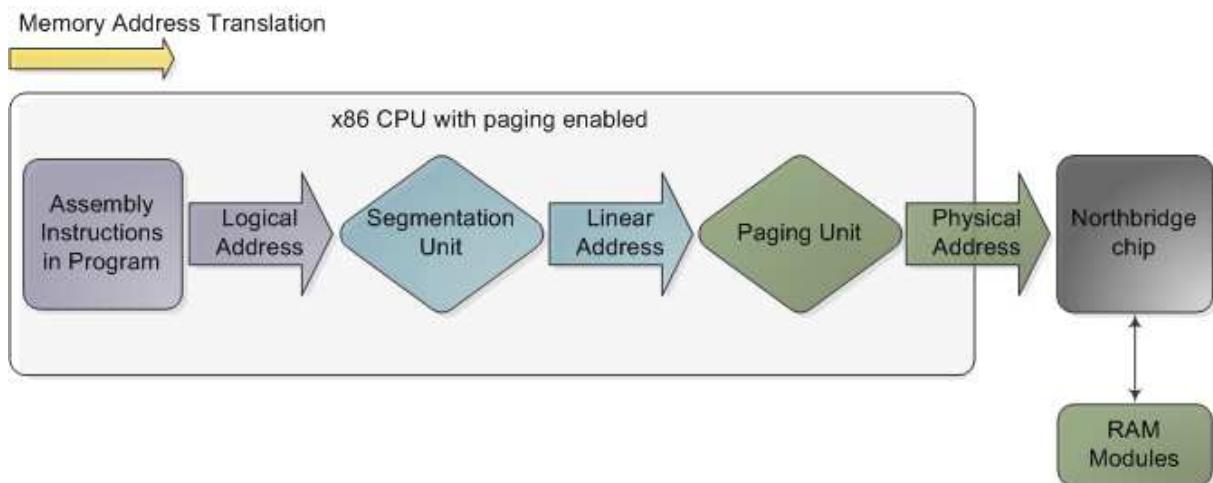 Memory Address Translation
x86 CPU with paging enabled
Assembly
Instructions
in Program
Logical
Address
Segmentation
Unit
Linear
Address
Paging Unit
Physical
Address
Northbridge
chip
RAM
Modules